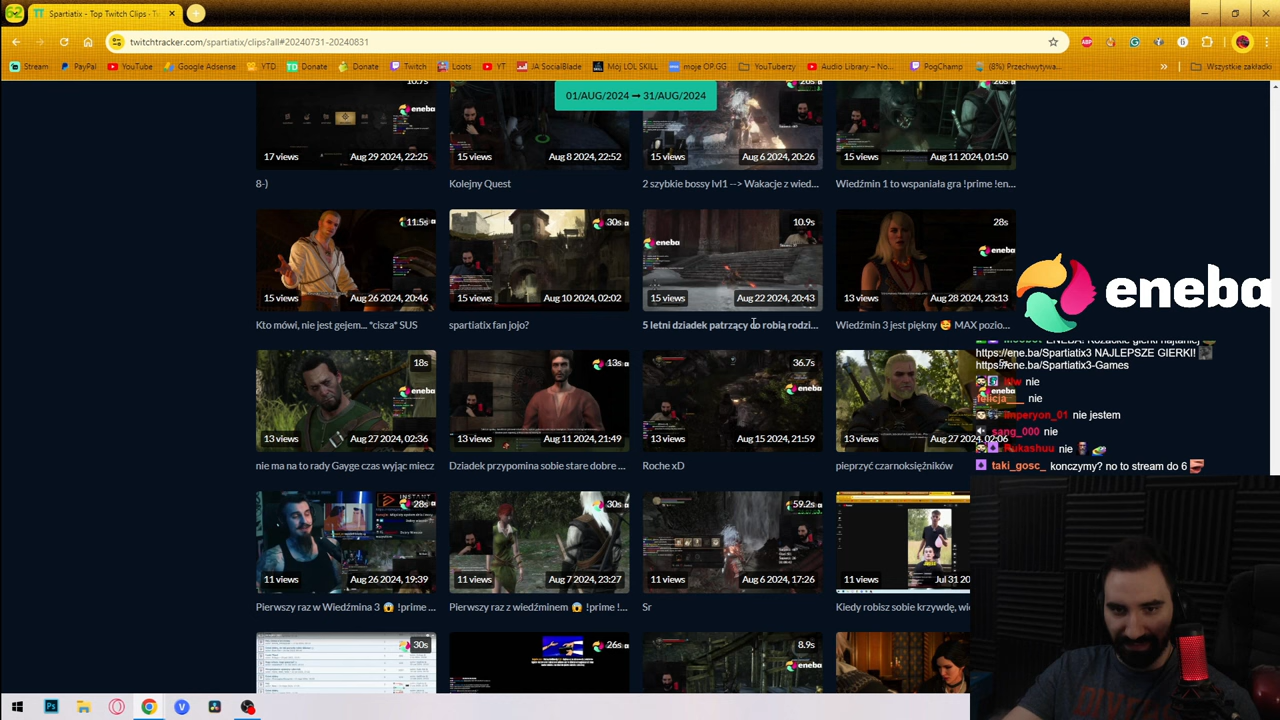 Spartiatix - Top Twitch Clips - Tw
twitchtracker.com/spartiatix/clips?all#20240731-20240831
Stream
PayPal
YouTube
Google Adsense
.YTD
Donate
Donate
Twitch
Loots
YT
JA SocialBlade
Mój LOL SKILL
moje OP.GG
YouTuberzy
Audio Library – No...
PogChamp
(8%) Przechwytywa...
Wszystkie zakładki
01/AUG/2024 → 31/AUG/2024
17 views
Aug 29 2024, 22:25
15 views
Aug 8 2024, 22:52
15 views
Aug 6 2024, 20:26
15 views
Aug 11 2024, 01:50
8-)
Kolejny Quest
2 szybkie bossy lvl1 --> Wakacje z wied...
Wiedźmin 1 to wspaniała gra !prime !en...
11.5s
30s
10.9s
28s
15 views
Aug 26 2024, 20:46
15 views
Aug 10 2024, 02:02
15 views
Aug 22 2024, 20:43
13 views
Aug 28 2024, 23:13
Kto mówi, nie jest gejem... *cisza* SUS
spartiatix fan jojo?
5 letni dziadek patrzący co robią rodzi...
Wiedźmin 3 jest piękny 🤩 MAX pozio...
eneba
https://ene.ba/Spartiatix3 NAJLEPSZE GIERKI!
https://ene.ba/Spartiatix3-Games
nie
felicja___ nie
imperyon_01 nie jestem
sang_000 nie
Rukashuu nie
taki_gosc_ konczymy? no to stream do 6
18s
13s
36.7s
13 views
Aug 27 2024, 02:36
13 views
Aug 11 2024, 21:49
13 views
Aug 15 2024, 21:59
13 views
Aug 27 2024, 02:06
nie ma na to rady Gayge czas wyjąc miecz
Dziadek przypomina sobie stare dobre ...
Roche xD
pieprzyć czarnoksiężników
28s
30s
59.2s
11 views
Aug 26 2024, 19:39
11 views
Aug 7 2024, 23:27
11 views
Aug 6 2024, 17:26
11 views
Jul 31 20
Pierwszy raz w Wiedźmina 3 😱 !prime ...
Pierwszy raz z wiedźminem 😱 !prime !...
Sr
Kiedy robisz sobie krzywdę, wie
30s
26s
8.9s